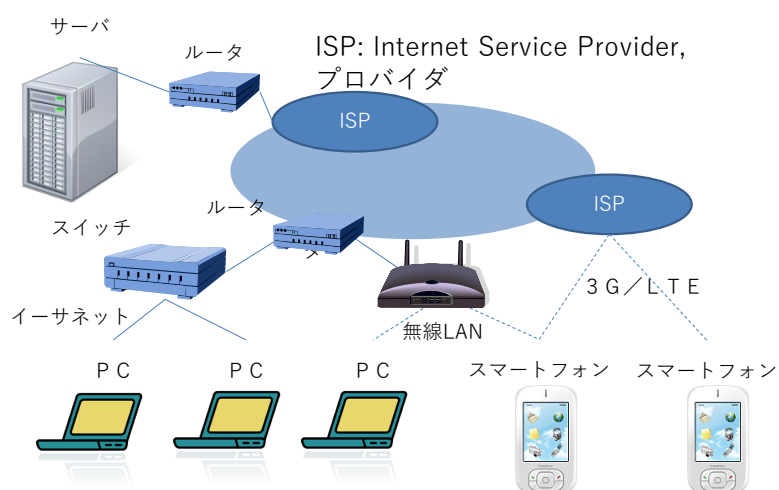 サーバ
ルータ
ISP: Internet Service Provider,
プロバイダ
ISP
ISP
ルータ
タ
スイッチ
3G／LTE
イーサネット
無線LAN
ＰＣ
ＰＣ
ＰＣ
スマートフォン
スマートフォン